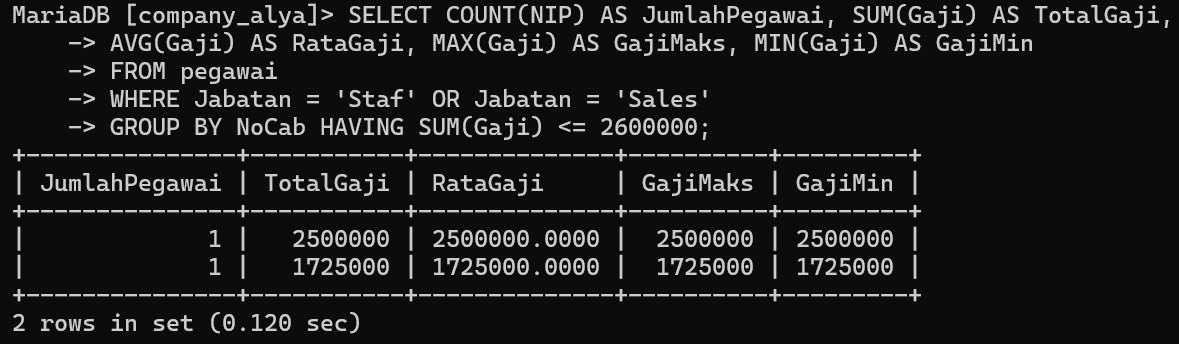 MariaDB [company_alya]> SELECT COUNT(NIP) AS JumlahPegawai, SUM(Gaji) AS TotalGaji,
    -> AVG(Gaji) AS RataGaji, MAX(Gaji) AS GajiMaks, MIN(Gaji) AS GajiMin
    -> FROM pegawai
    -> WHERE Jabatan = 'Staf' OR Jabatan = 'Sales'
    -> GROUP BY NoCab HAVING SUM(Gaji) <= 2600000;
+---------------+-----------+--------------+----------+---------+
| JumlahPegawai | TotalGaji | RataGaji     | GajiMaks | GajiMin |
+---------------+-----------+--------------+----------+---------+
|             1 |   2500000 | 2500000.0000 |  2500000 | 2500000 |
|             1 |   1725000 | 1725000.0000 |  1725000 | 1725000 |
+---------------+-----------+--------------+----------+---------+
2 rows in set (0.120 sec)